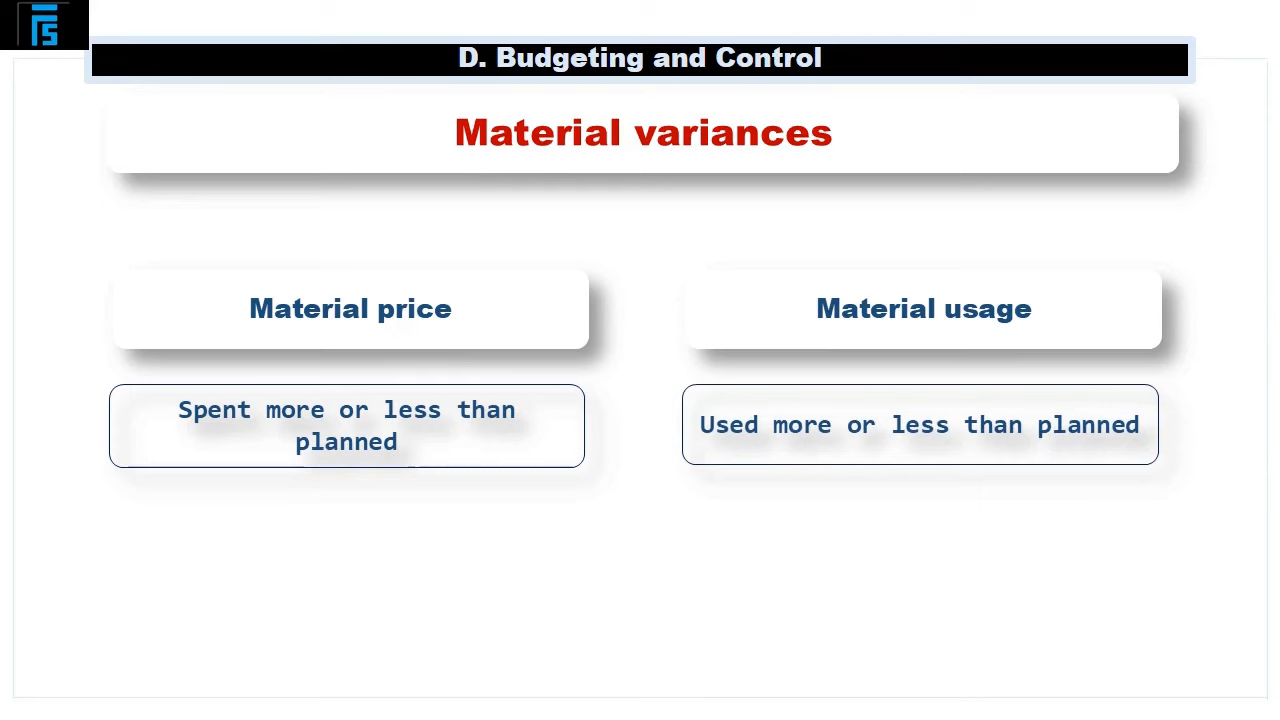 D. Budgeting and Control
Material variances
Material price
Material usage
Spent more or less than
planned
Used more or less than planned